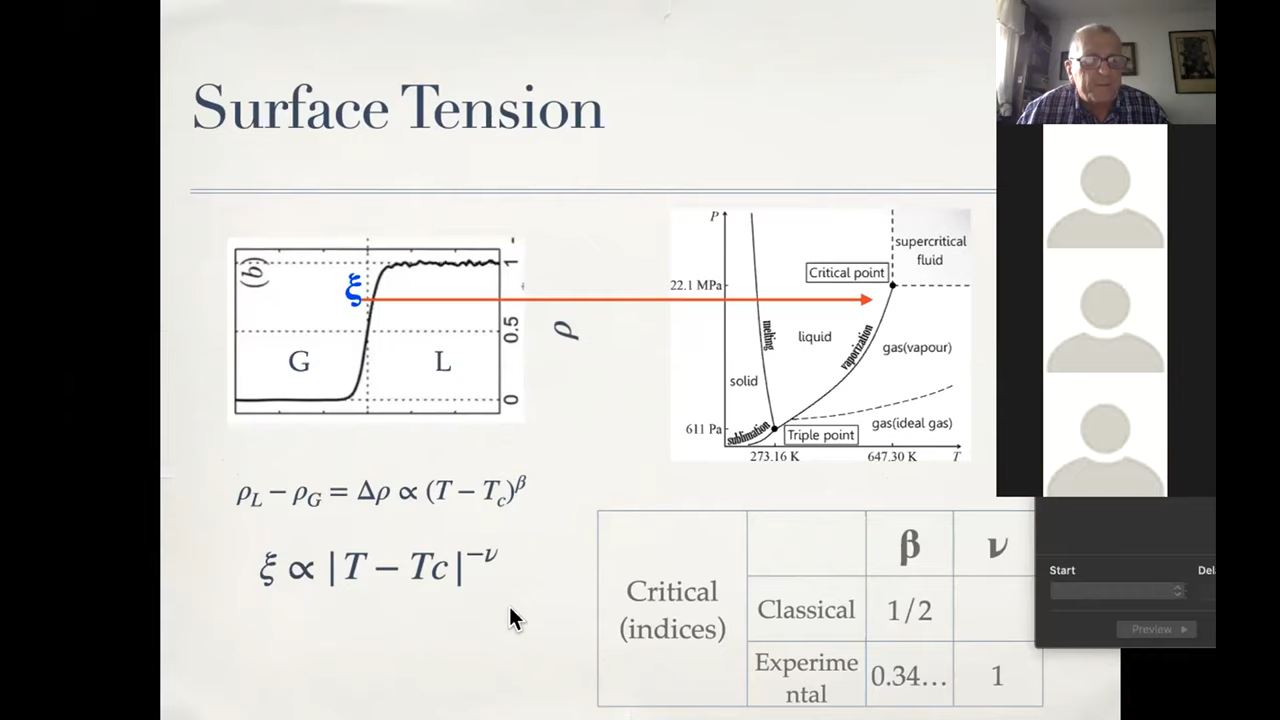 Surface Tension
(b)
ξ
G
L
1
0.5
0
ρ
P
22.1 MPa
611 Pa
Critical point
supercritical
fluid
melting
liquid
vaporization
gas(vapour)
solid
sublimation
Triple point
gas(ideal gas)
273.16 K
647.30 K
T
ρL − ρG = Δρ ∝ (T − Tc)^β
ξ ∝ | T − Tc |^−ν
Critical
(indices)
β ν
Classical 1/2
Experime
ntal
0.34… 1
Start
Del
Preview